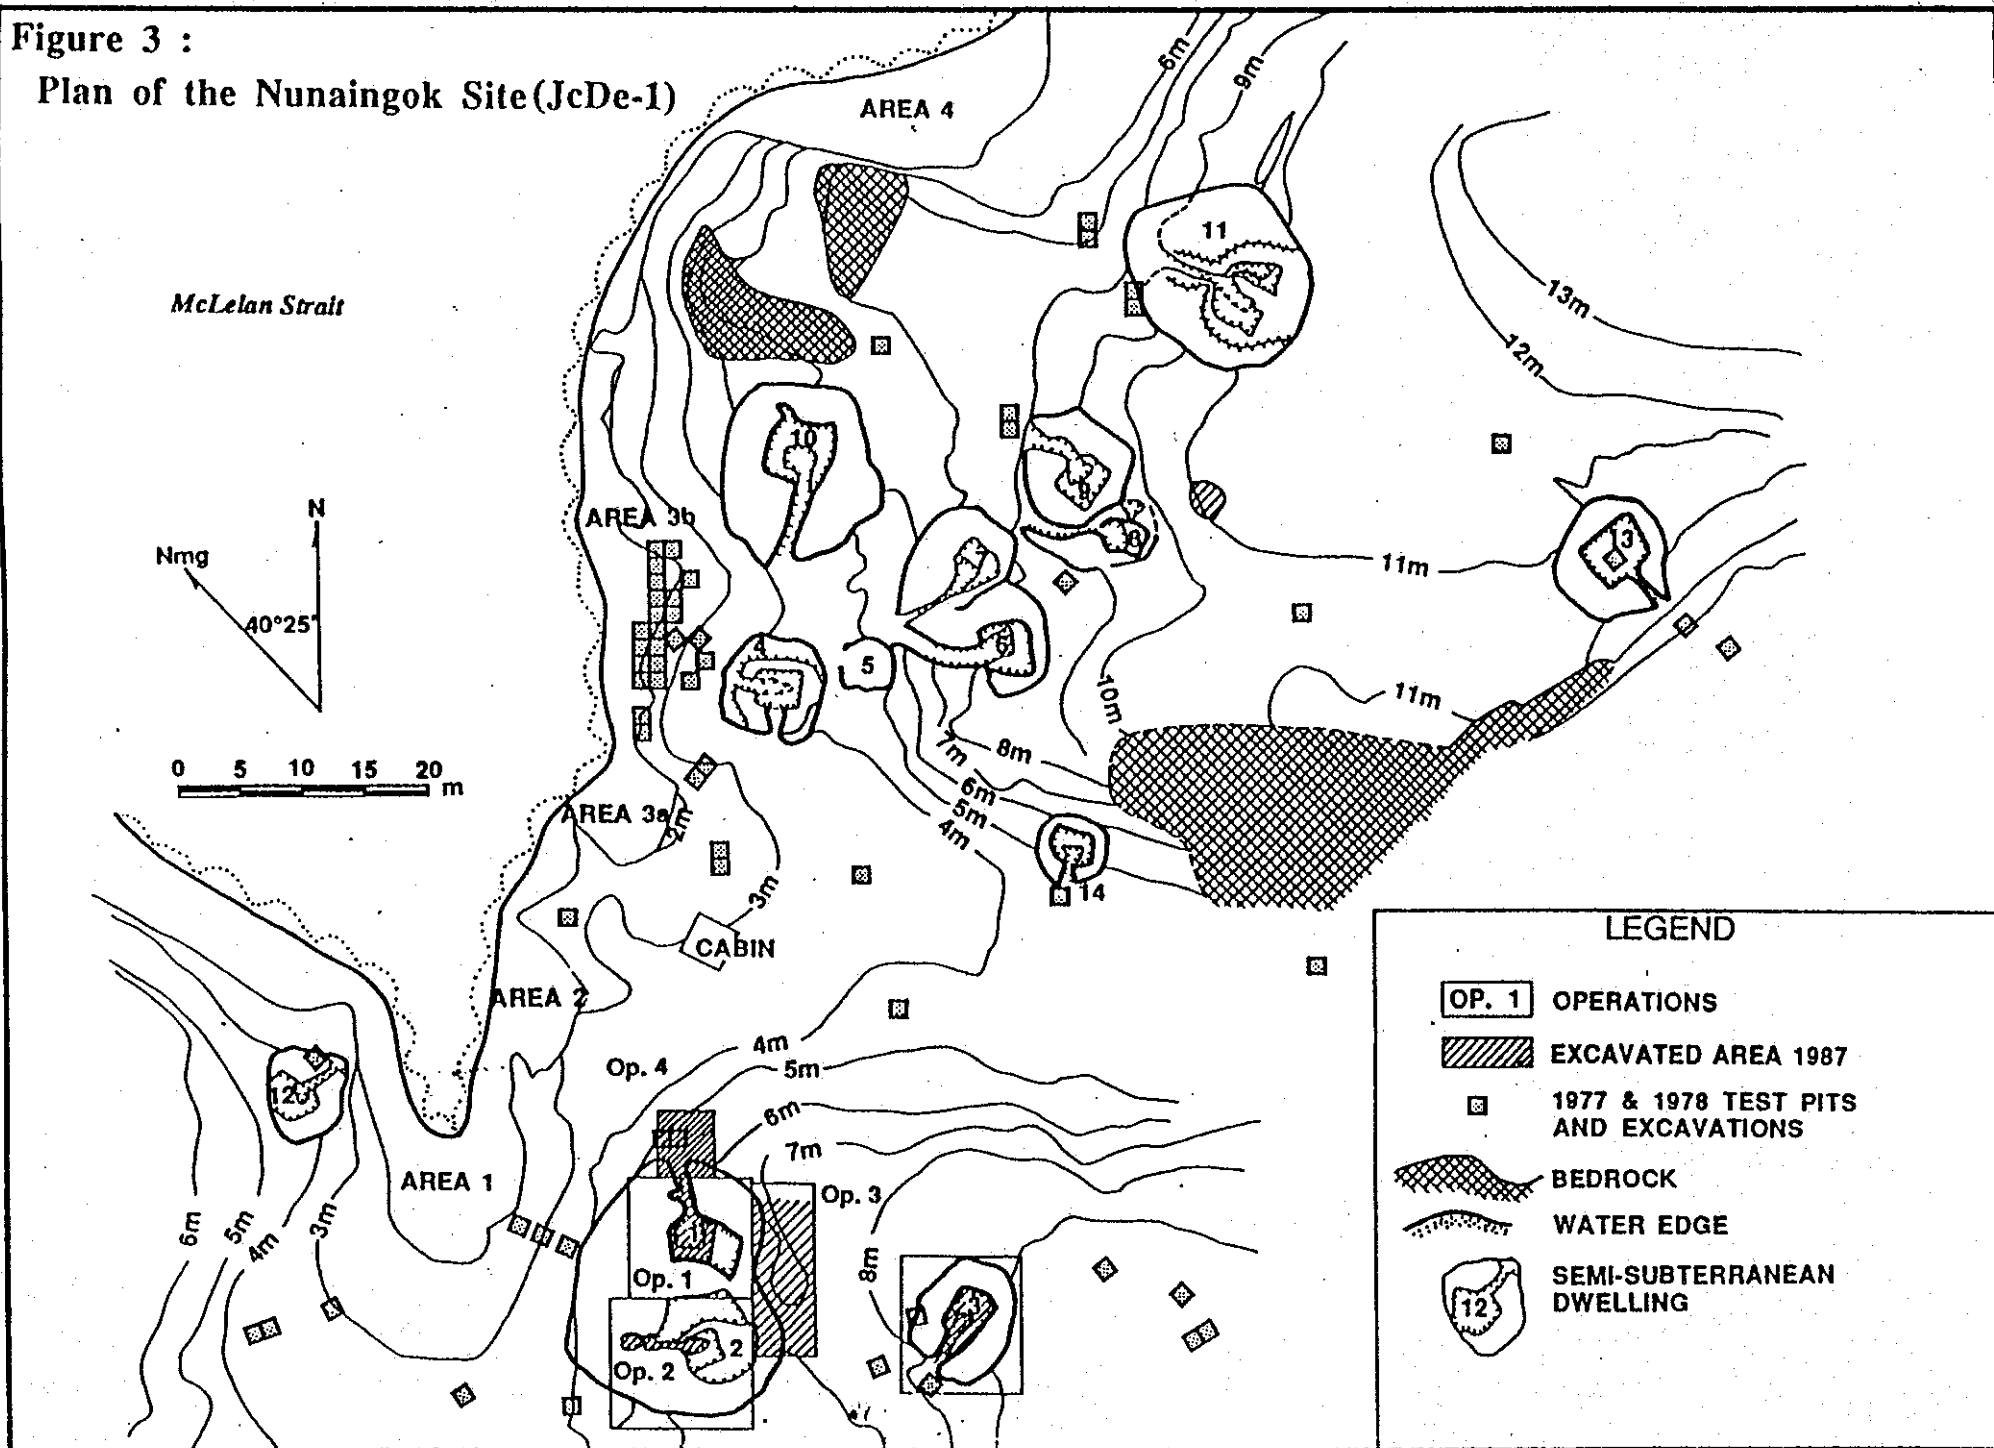 Figure 3 :
Plan of the Nunaingok Site(JcDe-1)
AREA 4
6m
9m
11
McLelan Strait
13m
12m
10
9
AREA 3b
8
N
Nmg
40°25'
11m
3
4
5
6
10m
11m
0 5 10 15 20 m
7m
8m
6m
5m
4m
AREA 3a
2m
3m
14
CABIN
AREA 2
LEGEND
OP. 1 OPERATIONS
EXCAVATED AREA 1987
1977 & 1978 TEST PITS
AND EXCAVATIONS
BEDROCK
WATER EDGE
SEMI-SUBTERRANEAN
DWELLING
12
Op. 4
4m
5m
6m
7m
12
AREA 1
Op. 3
6m
5m
4m
3m
1
8m
Op. 1
2
Op. 2